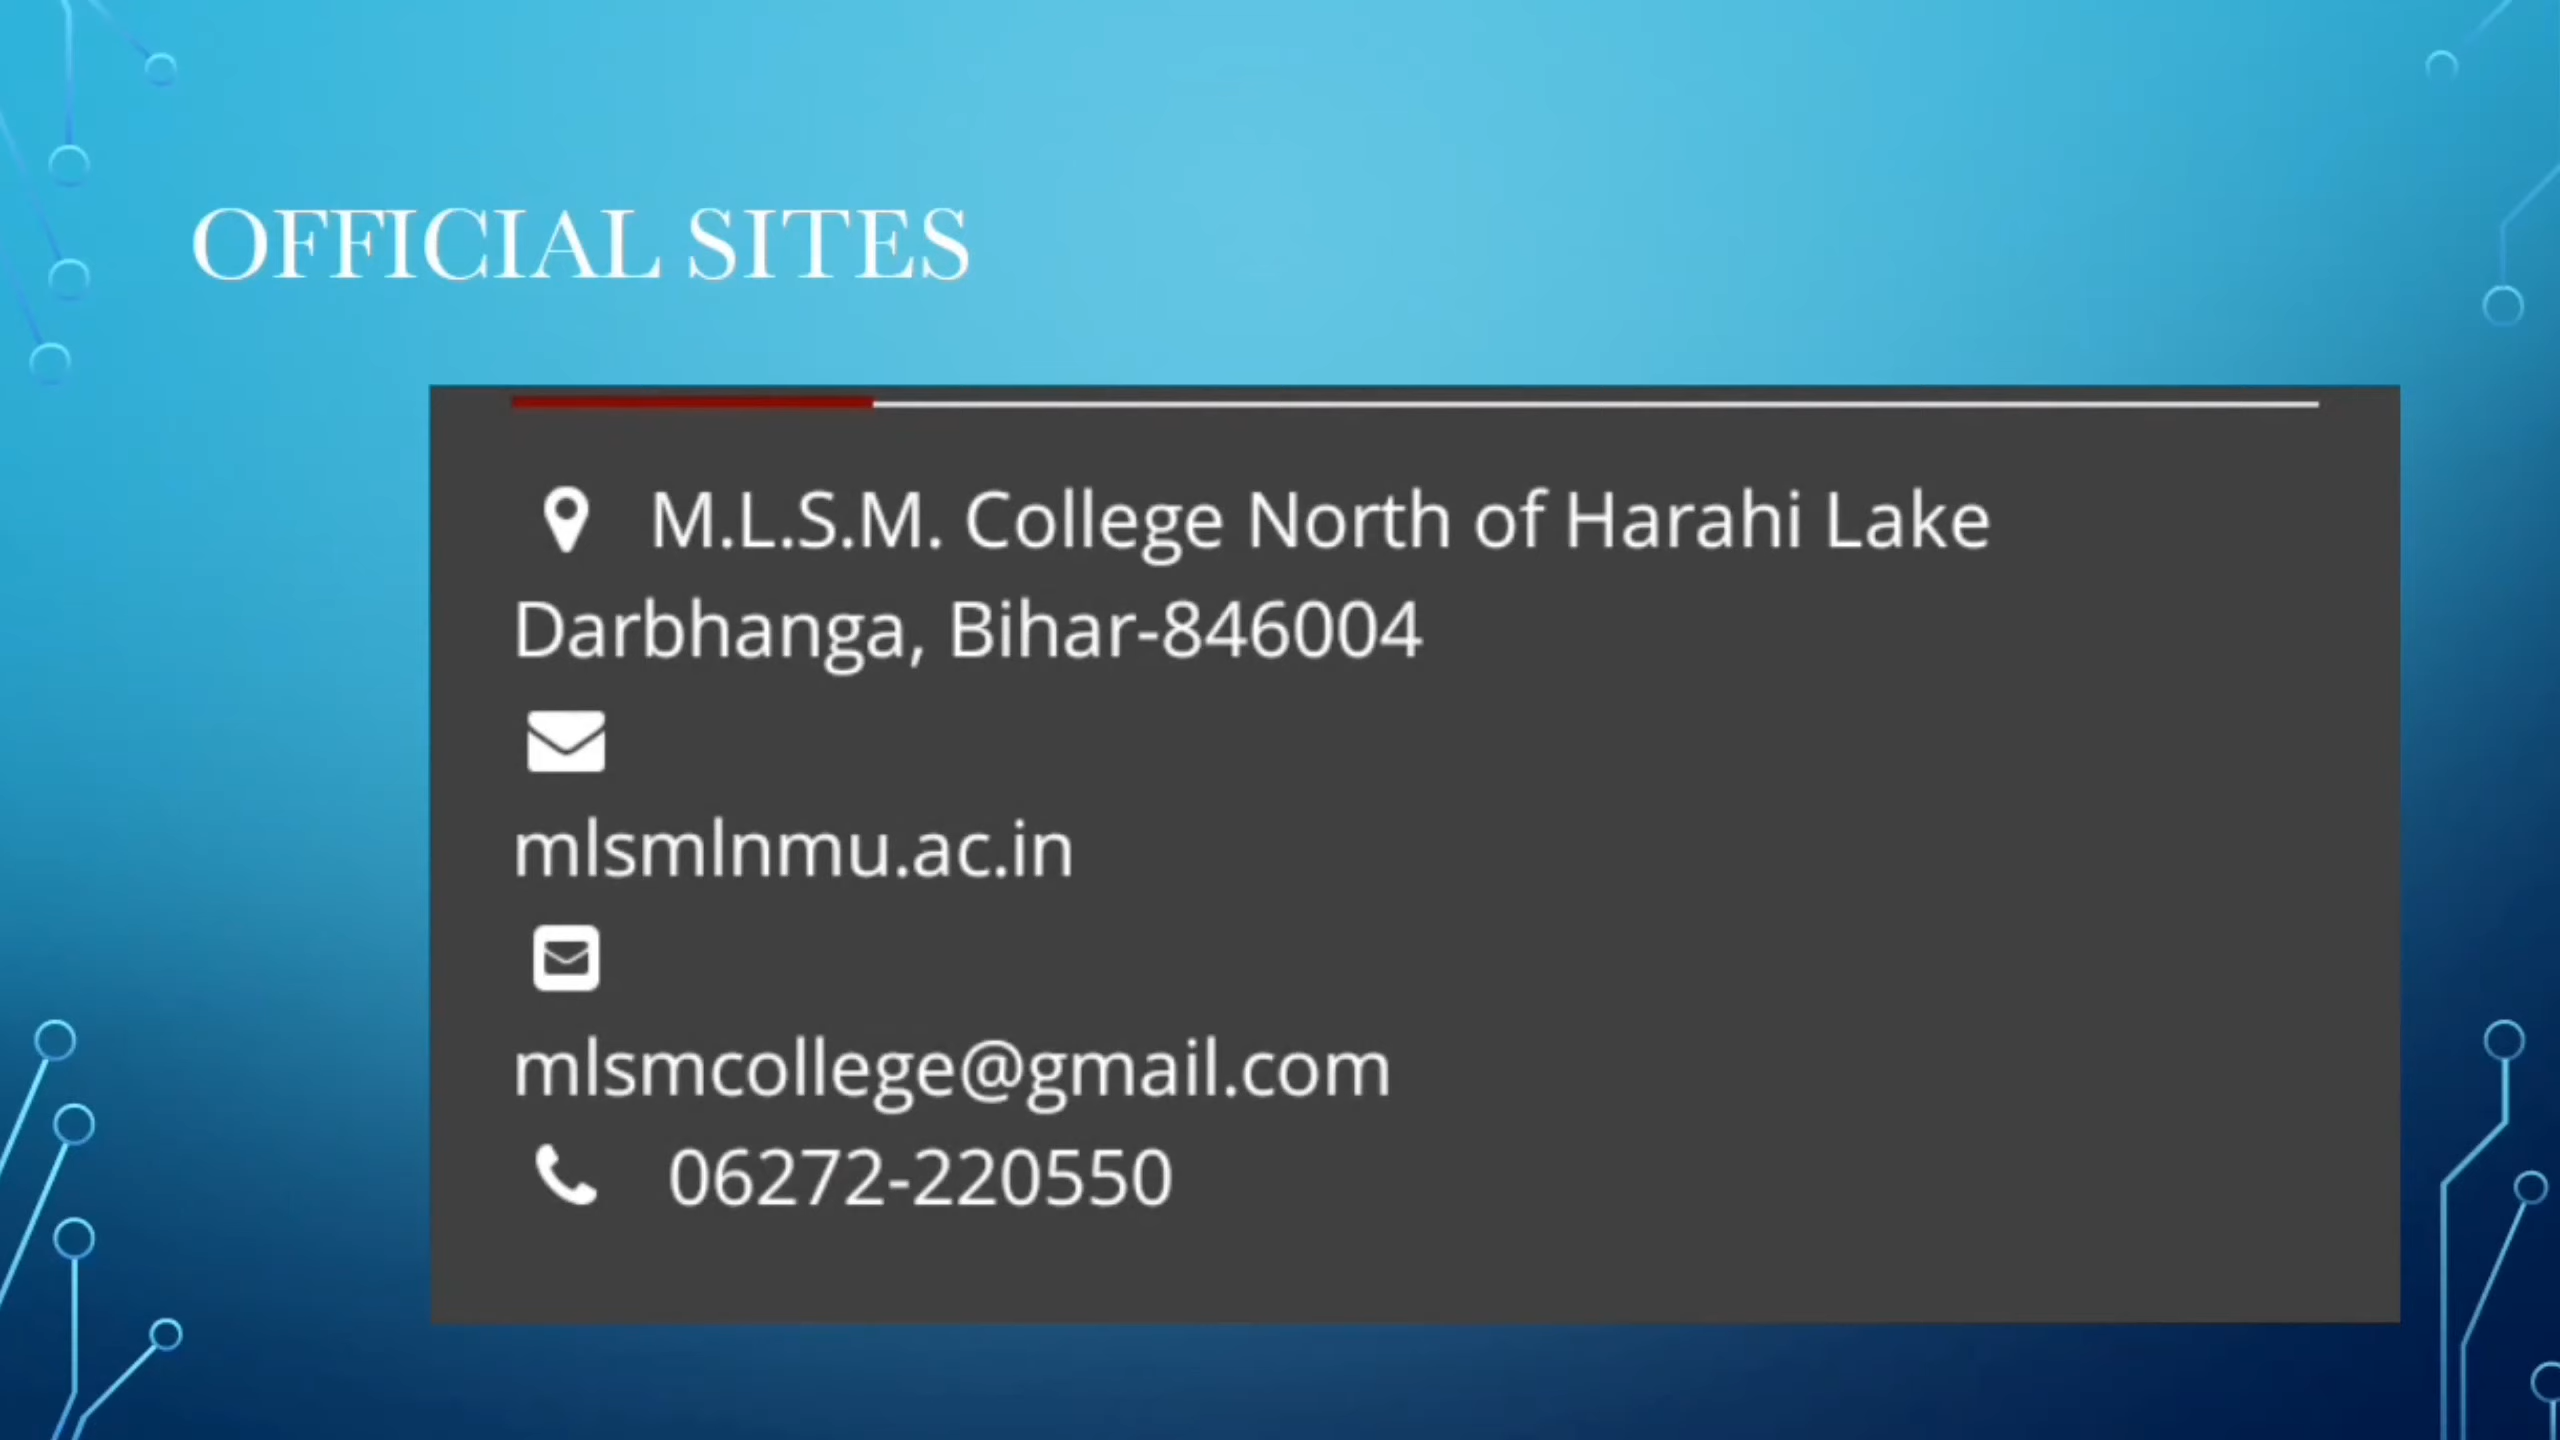 OFFICIAL SITES
M.L.S.M. College North of Harahi Lake
Darbhanga, Bihar-846004
mlsmlnmu.ac.in
mlsmcollege@gmail.com
06272-220550